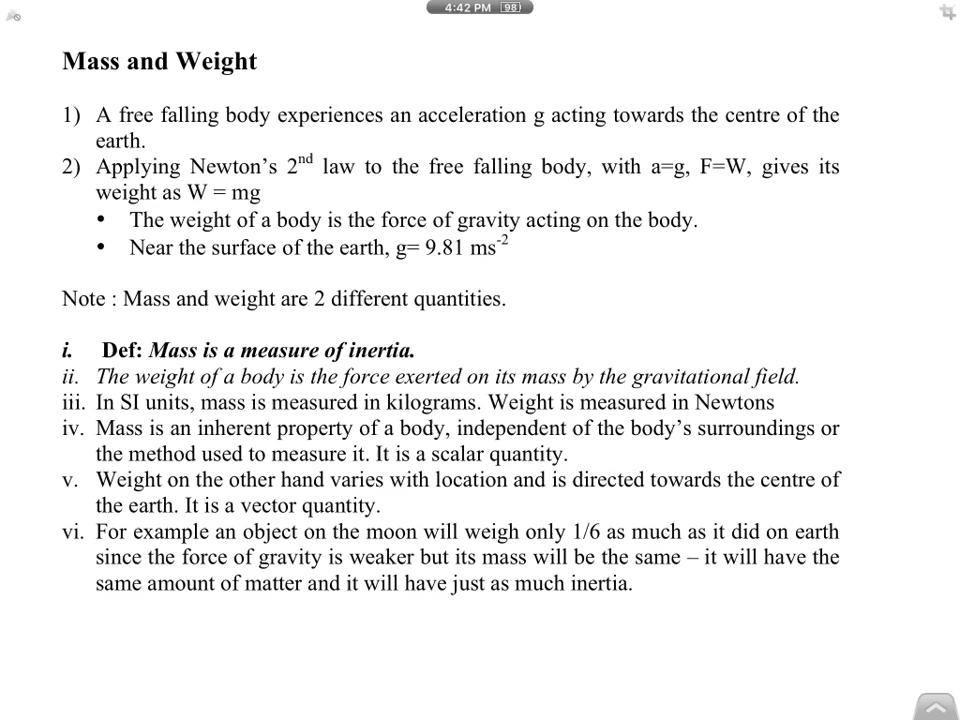 4:42 PM 98
Mass and Weight
1) A free falling body experiences an acceleration g acting towards the centre of the
earth.
2) Applying Newton’s 2nd law to the free falling body, with a=g, F=W, gives its
weight as W = mg
• The weight of a body is the force of gravity acting on the body.
• Near the surface of the earth, g= 9.81 ms-2
Note : Mass and weight are 2 different quantities.
i. Def: Mass is a measure of inertia.
ii. The weight of a body is the force exerted on its mass by the gravitational field.
iii. In SI units, mass is measured in kilograms. Weight is measured in Newtons
iv. Mass is an inherent property of a body, independent of the body’s surroundings or
the method used to measure it. It is a scalar quantity.
v. Weight on the other hand varies with location and is directed towards the centre of
the earth. It is a vector quantity.
vi. For example an object on the moon will weigh only 1/6 as much as it did on earth
since the force of gravity is weaker but its mass will be the same – it will have the
same amount of matter and it will have just as much inertia.